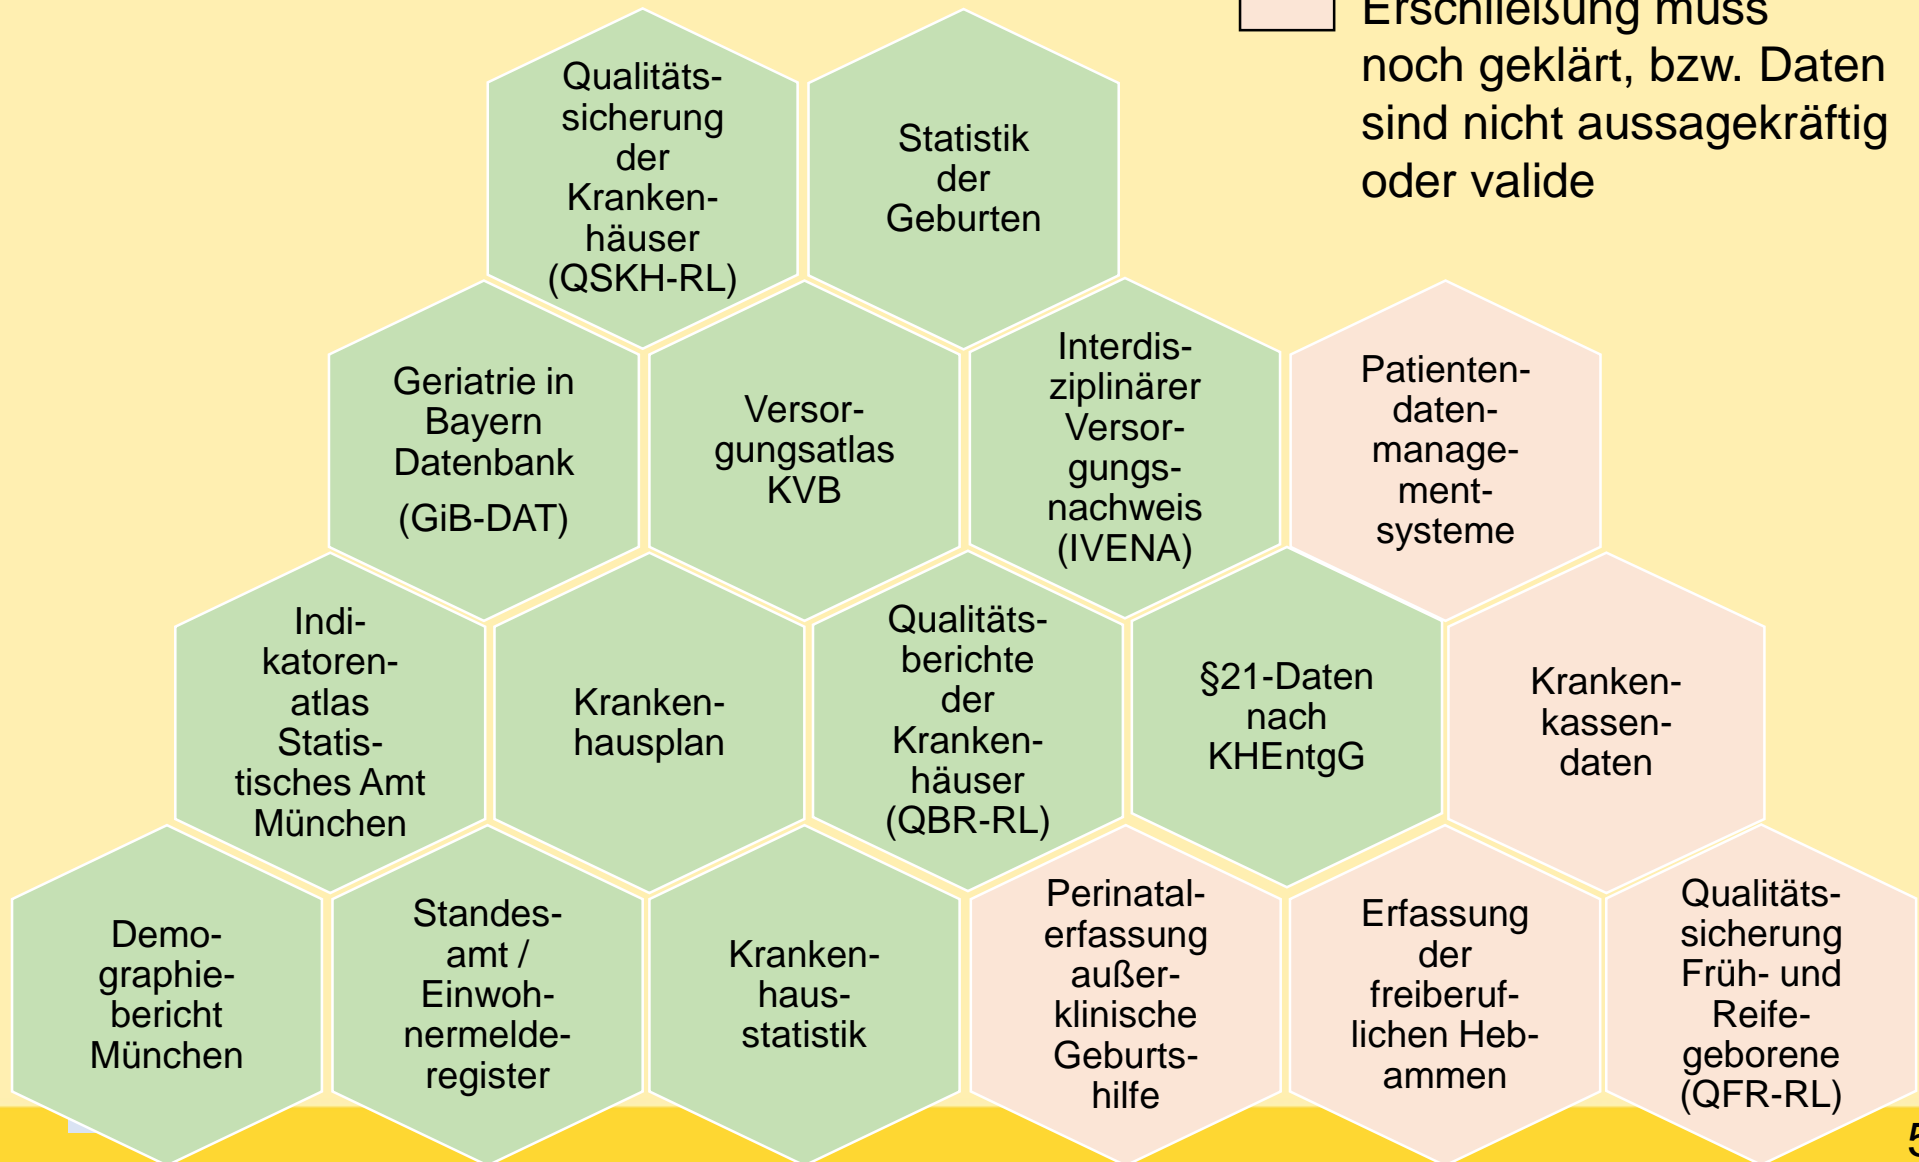 Erschließung muss
noch geklärt, bzw. Daten
sind nicht aussagekräftig
oder valide
Qualitäts-
sicherung
der
Kranken-
häuser
(QSKH-RL)
Statistik
der
Geburten
Geriatrie in
Bayern
Datenbank
(GiB-DAT)
Versor-
gungsatlas
KVB
Interdis-
ziplinärer
Versor-
gungs-
nachweis
(IVENA)
Patienten-
daten-
manage-
ment-
systeme
Indi-
katoren-
atlas
Statis-
tisches Amt
München
Kranken-
hausplan
Qualitäts-
berichte
der
Kranken-
häuser
(QBR-RL)
§21-Daten
nach
KHEntgG
Kranken-
kassen-
daten
Demo-
graphie-
bericht
München
Standes-
amt /
Einwoh-
nermelde-
register
Kranken-
haus-
statistik
Perinatal-
erfassung
außer-
klinische
Geburts-
hilfe
Erfassung
der
freiberuf-
lichen Heb-
ammen
Qualitäts-
sicherung
Früh- und
Reife-
geborene
(QFR-RL)
5